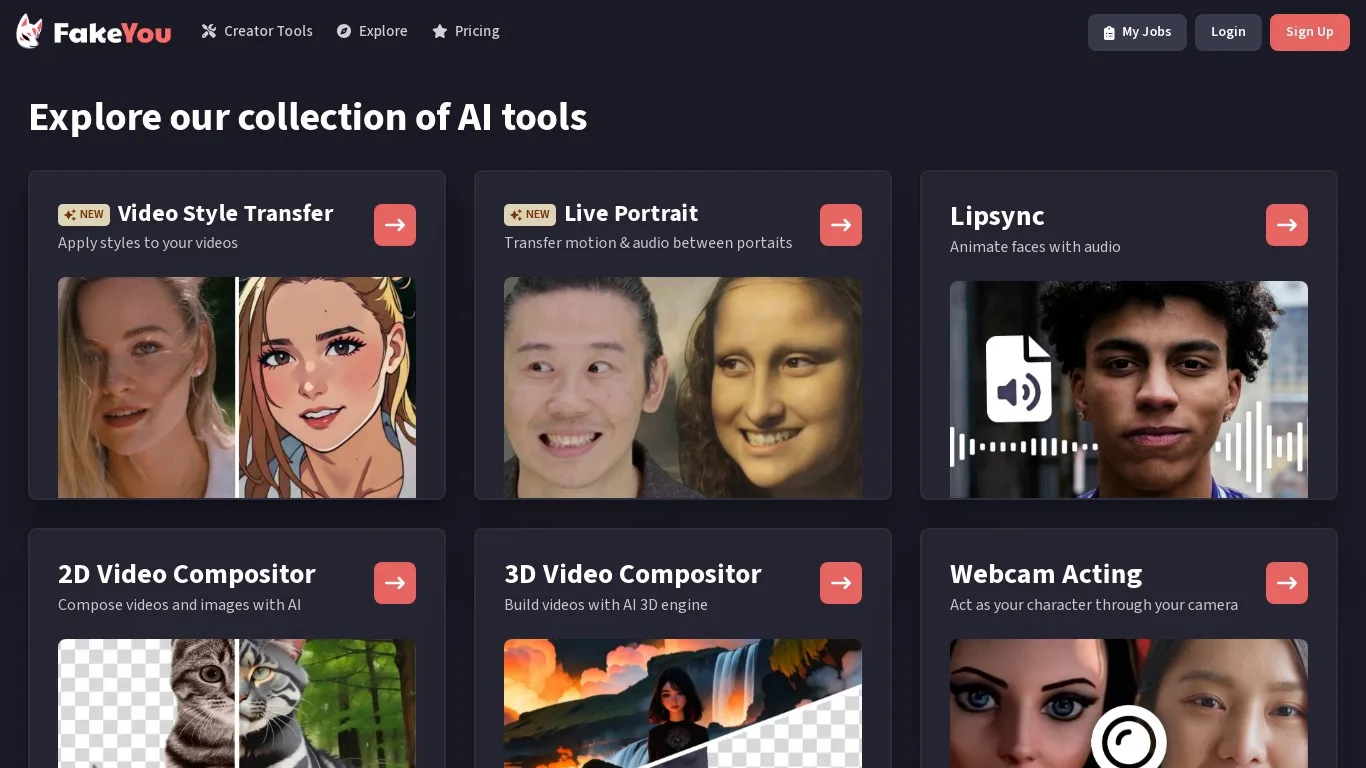 FakeYou
Creator Tools
Explore
Pricing
My Jobs
Login
Sign Up
Explore our collection of AI tools
NEW Video Style Transfer
Apply styles to your videos
NEW Live Portrait
Transfer motion & audio between portaits
Lipsync
Animate faces with audio
2D Video Compositor
Compose videos and images with AI
3D Video Compositor
Build videos with AI 3D engine
Webcam Acting
Act as your character through your camera